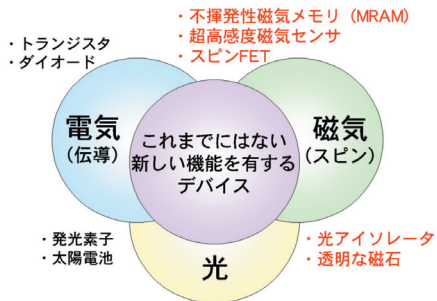 ・トランジスタ
・ダイオード
・不揮発性磁気メモリ（MRAM）
・超高感度磁気センサ
・スピンFET
電気
（伝導）
これまでにはない
新しい機能を有する
デバイス
磁気
（スピン）
・発光素子
・太陽電池
光
・光アイソレータ
・透明な磁石